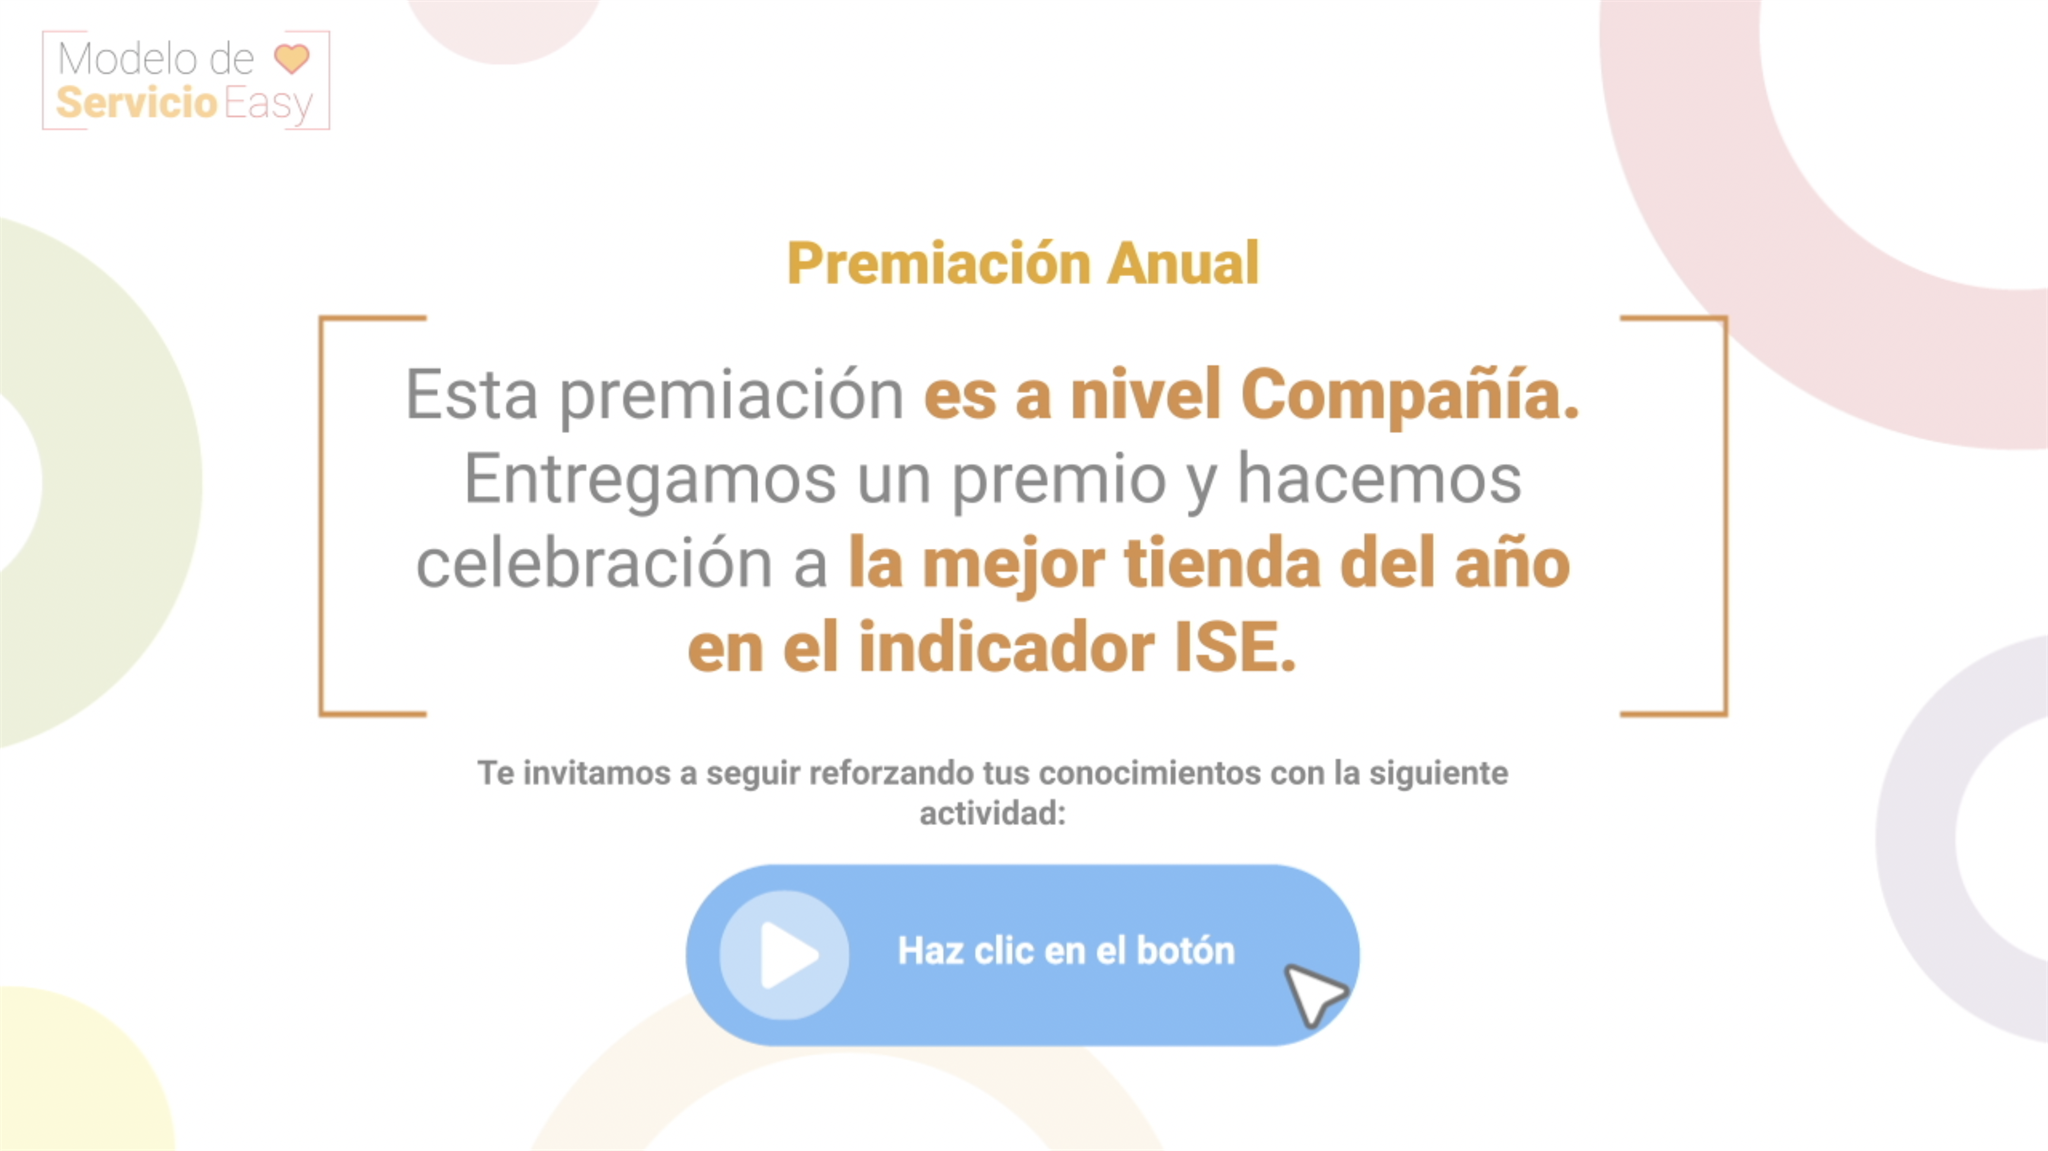 Modelo de
Servicio Easy
Premiación Anual
Esta premiación es a nivel Compañía.
Entregamos un premio y hacemos
celebración a la mejor tienda del año
en el indicador ISE.
Te invitamos a seguir reforzando tus conocimientos con la siguiente
actividad:
Haz clic en el botón